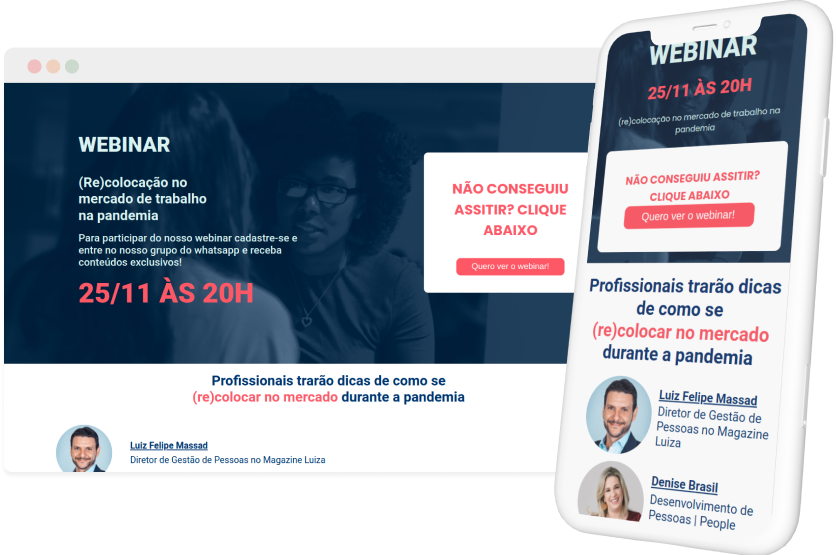 WEBINAR
(Re)colocação no
mercado de trabalho
na pandemia
Para participar do nosso webinar cadastre-se e
entre no nosso grupo do whatsapp e receba
conteúdos exclusivos!
25/11 ÀS 20H
NÃO CONSEGUIU
ASSITIR? CLIQUE
ABAIXO
Quero ver o webinar!
Profissionais trarão dicas de como se
(re)colocar no mercado durante a pandemia
Luiz Felipe Massad
Diretor de Gestão de Pessoas no Magazine Luiza
WEBINAR
25/11 ÀS 20H
(re)colocação no mercado de trabalho na
pandemia
NÃO CONSEGUIU ASSITIR?
CLIQUE ABAIXO
Quero ver o webinar!
Profissionais trarão dicas
de como se
(re)colocar no mercado
durante a pandemia
Luiz Felipe Massad
Diretor de Gestão de
Pessoas no Magazine
Luiza
Denise Brasil
Desenvolvimento de
Pessoas | People